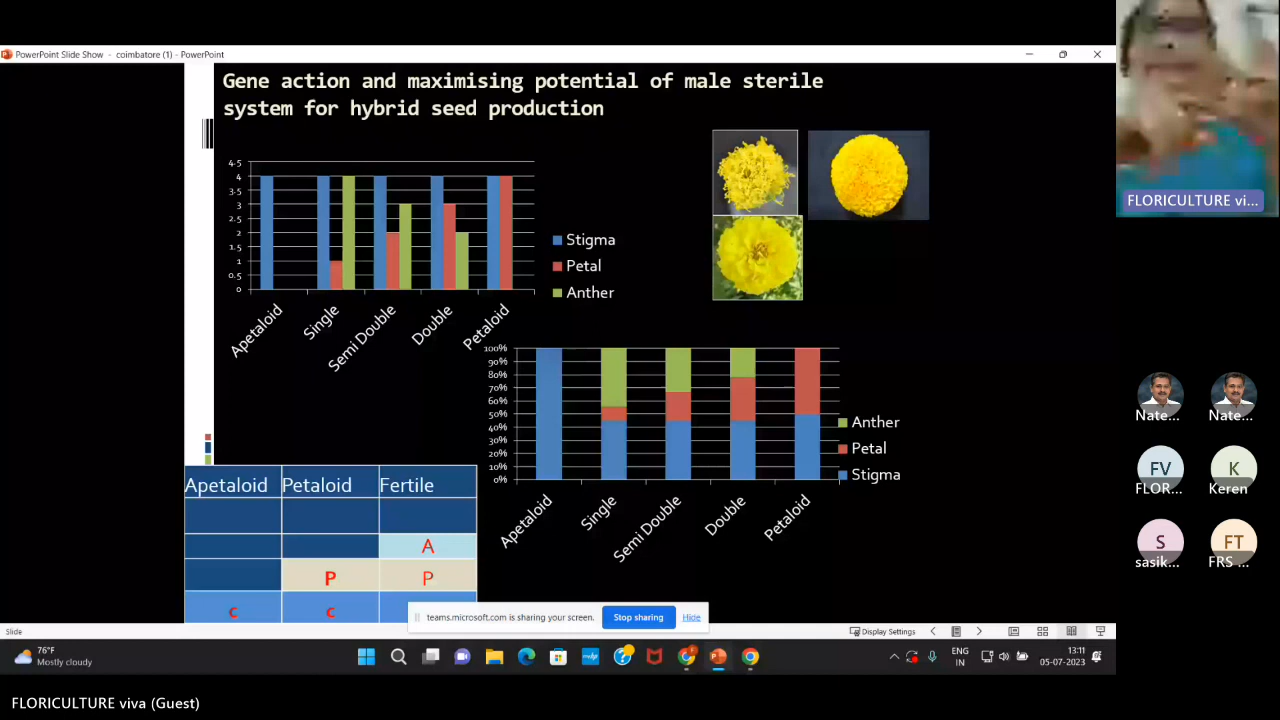 PowerPoint Slide Show - coimbatore (1) - PowerPoint
Gene action and maximising potential of male sterile
system for hybrid seed production
4.5
4
3.5
3
2.5
2
1.5
1
0.5
0
Apetaloid
Single
Semi Double
Double
Petaloid
Stigma
Petal
Anther
100%
90%
80%
70%
60%
50%
40%
30%
20%
10%
0%
Apetaloid
Single
Semi Double
Double
Petaloid
Anther
Petal
Stigma
Apetaloid Petaloid Fertile
A
P P
c c
teams.microsoft.com is sharing your screen. Stop sharing Hide
Slide
Display Settings
76°F
Mostly cloudy
ENG
IN
13:11
05-07-2023
FLORICULTURE vi...
Nate... Nate...
FV K
FLOR... Keren
S FT
sasik... FRS ...
FLORICULTURE viva (Guest)